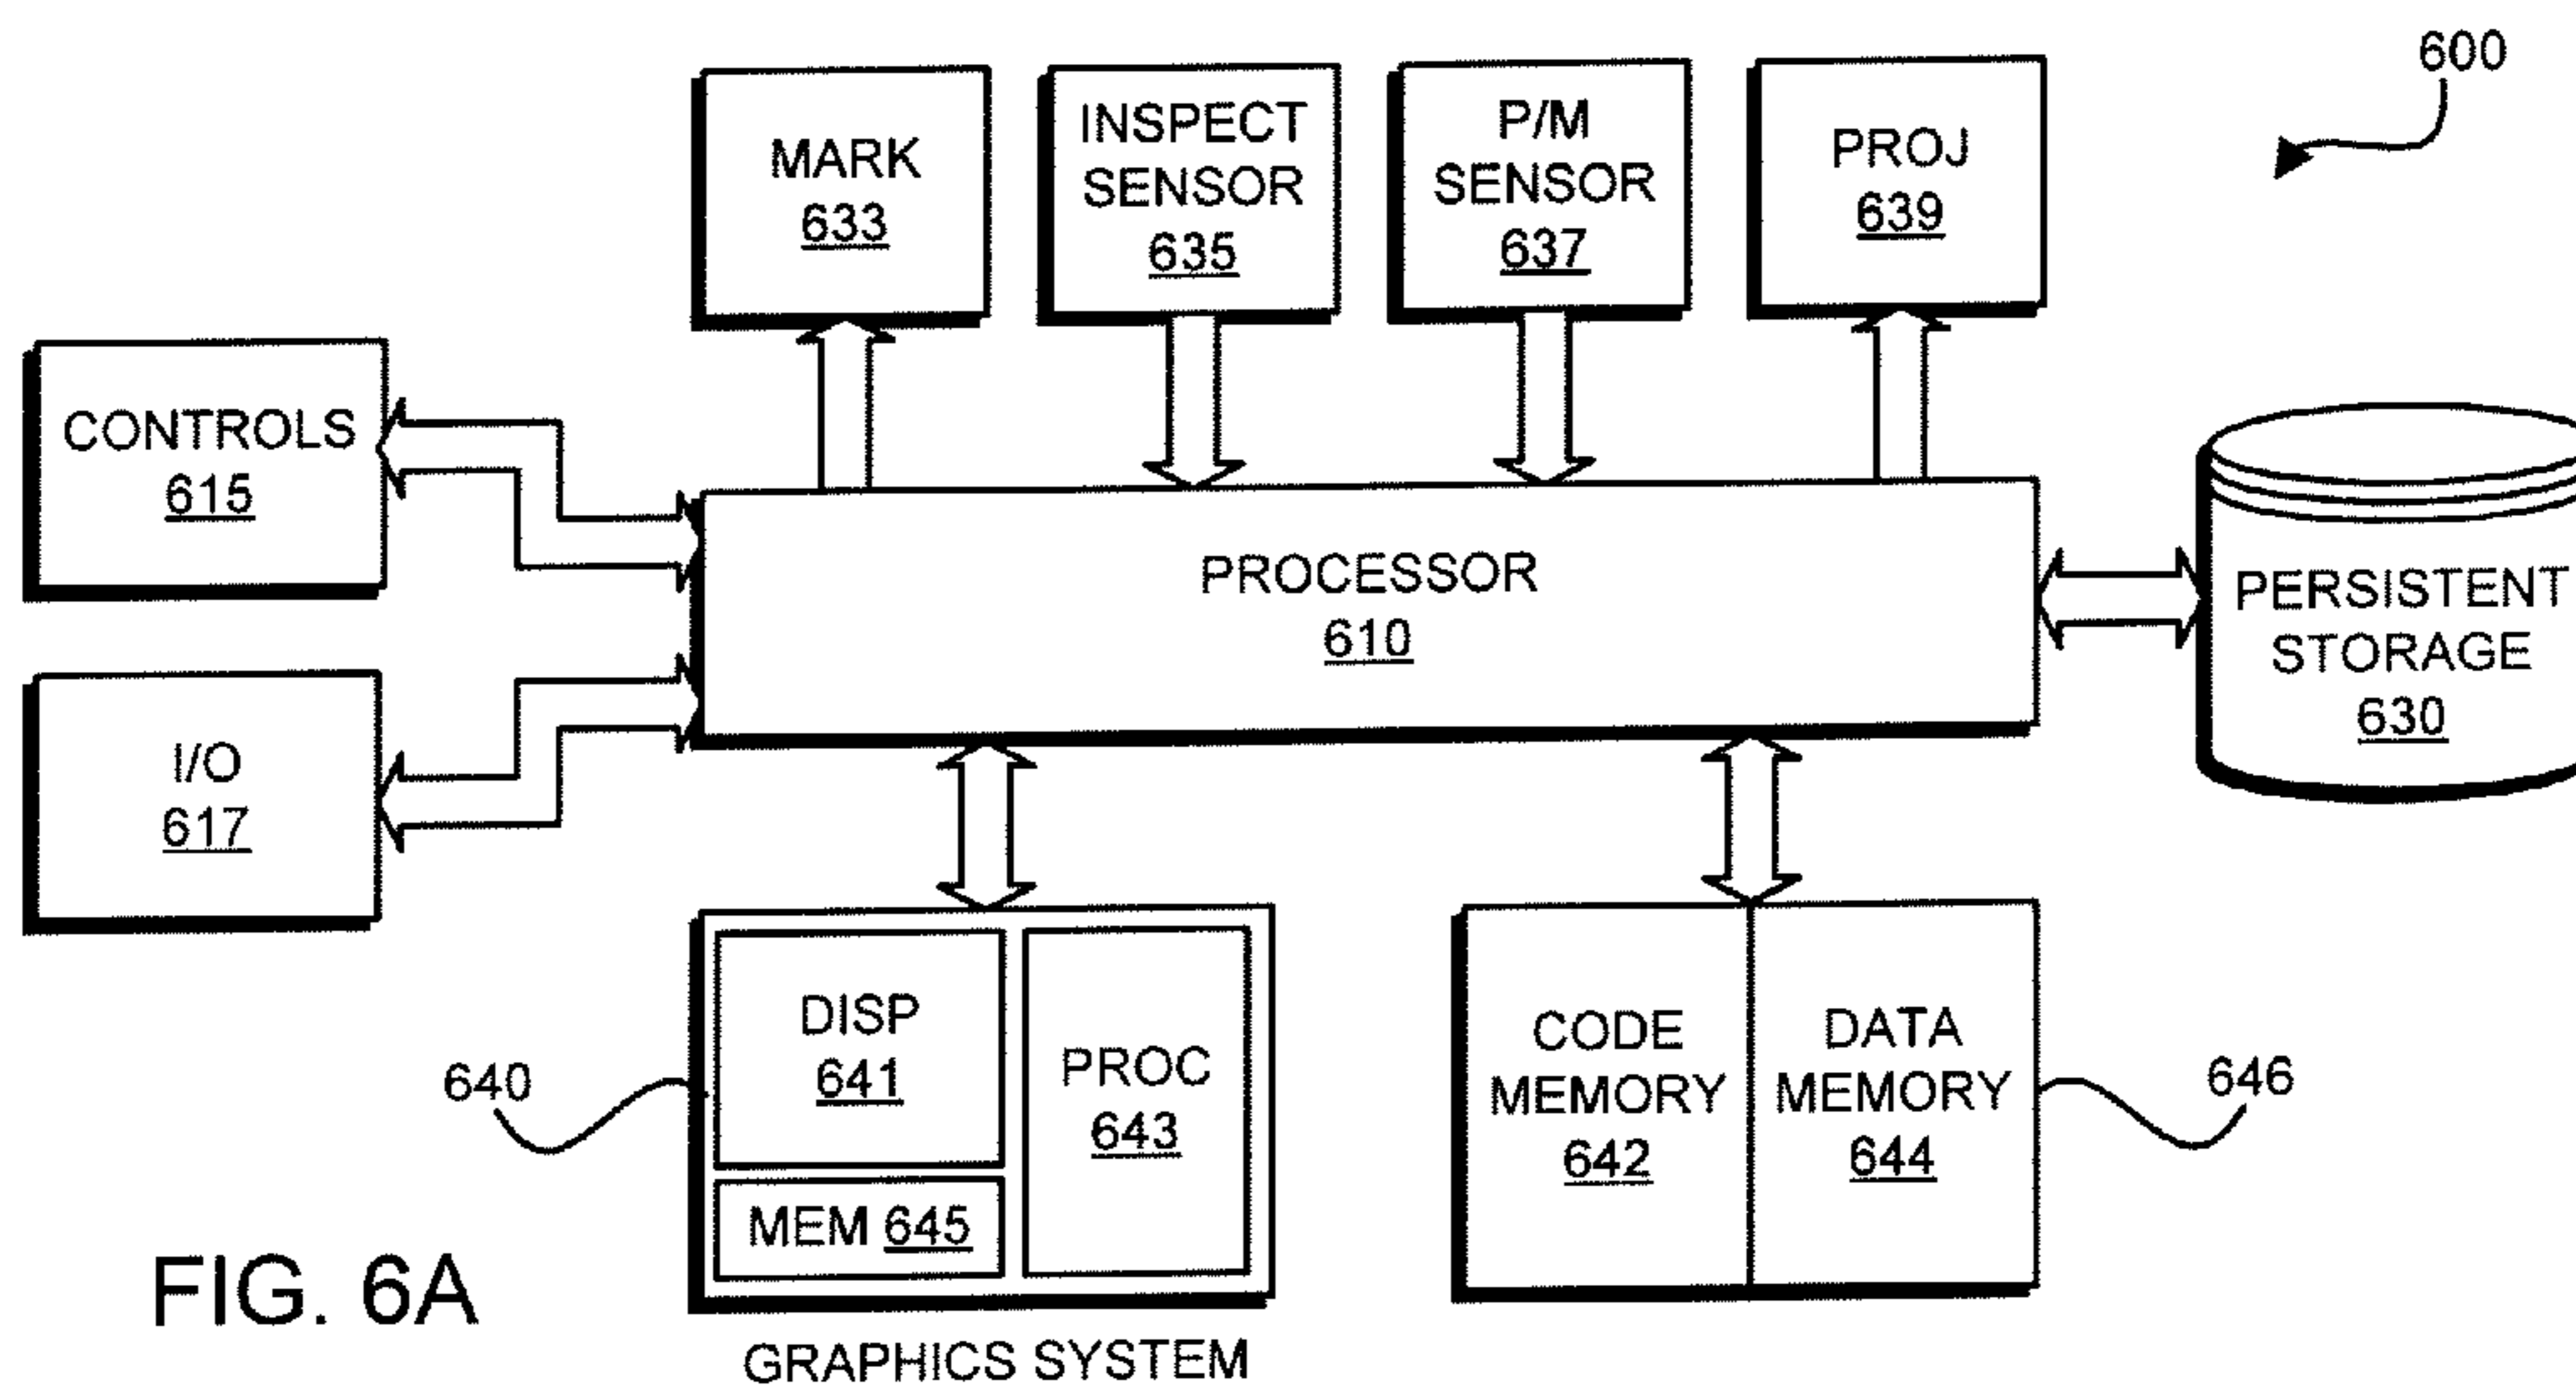 600
MARK
633
INSPECT
SENSOR
635
P/M
SENSOR
637
PROJ
639
CONTROLS
615
PROCESSOR
610
PERSISTENT
STORAGE
630
I/O
617
640
DISP
641
PROC
643
MEM 645
CODE
MEMORY
642
DATA
MEMORY
644
646
FIG. 6A
GRAPHICS SYSTEM